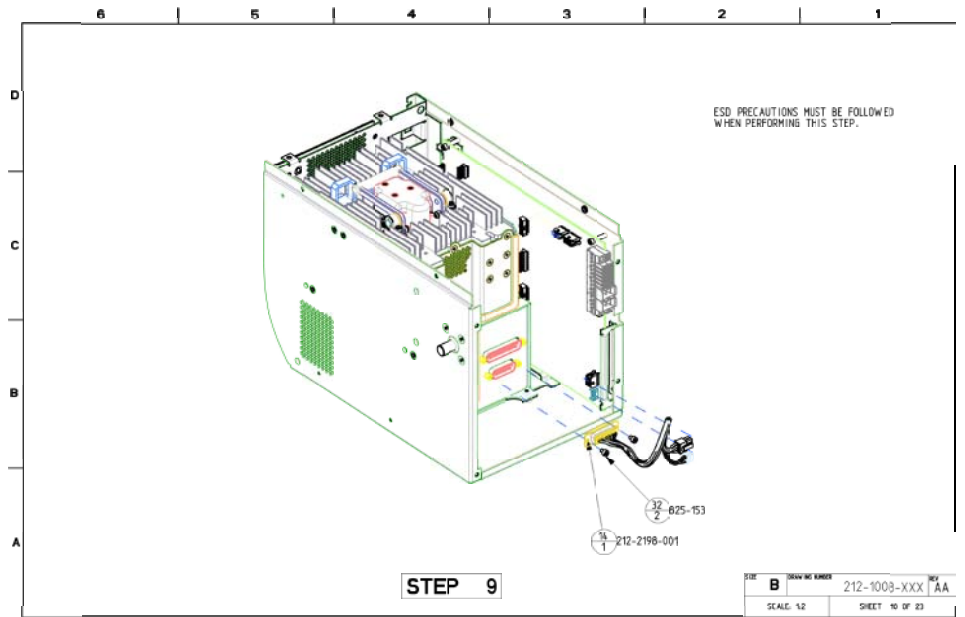 6 5 4 3 2 1
D
ESD PRECAUTIONS MUST BE FOLLOWED
WHEN PERFORMING THIS STEP.
C
B
32
2
825-153
A
14
1
212-2198-001
STEP 9
SIZE
B
DRAWING NUMBER
212-1008-XXX
REV
AA
SCALE: 1:2
SHEET 10 OF 23